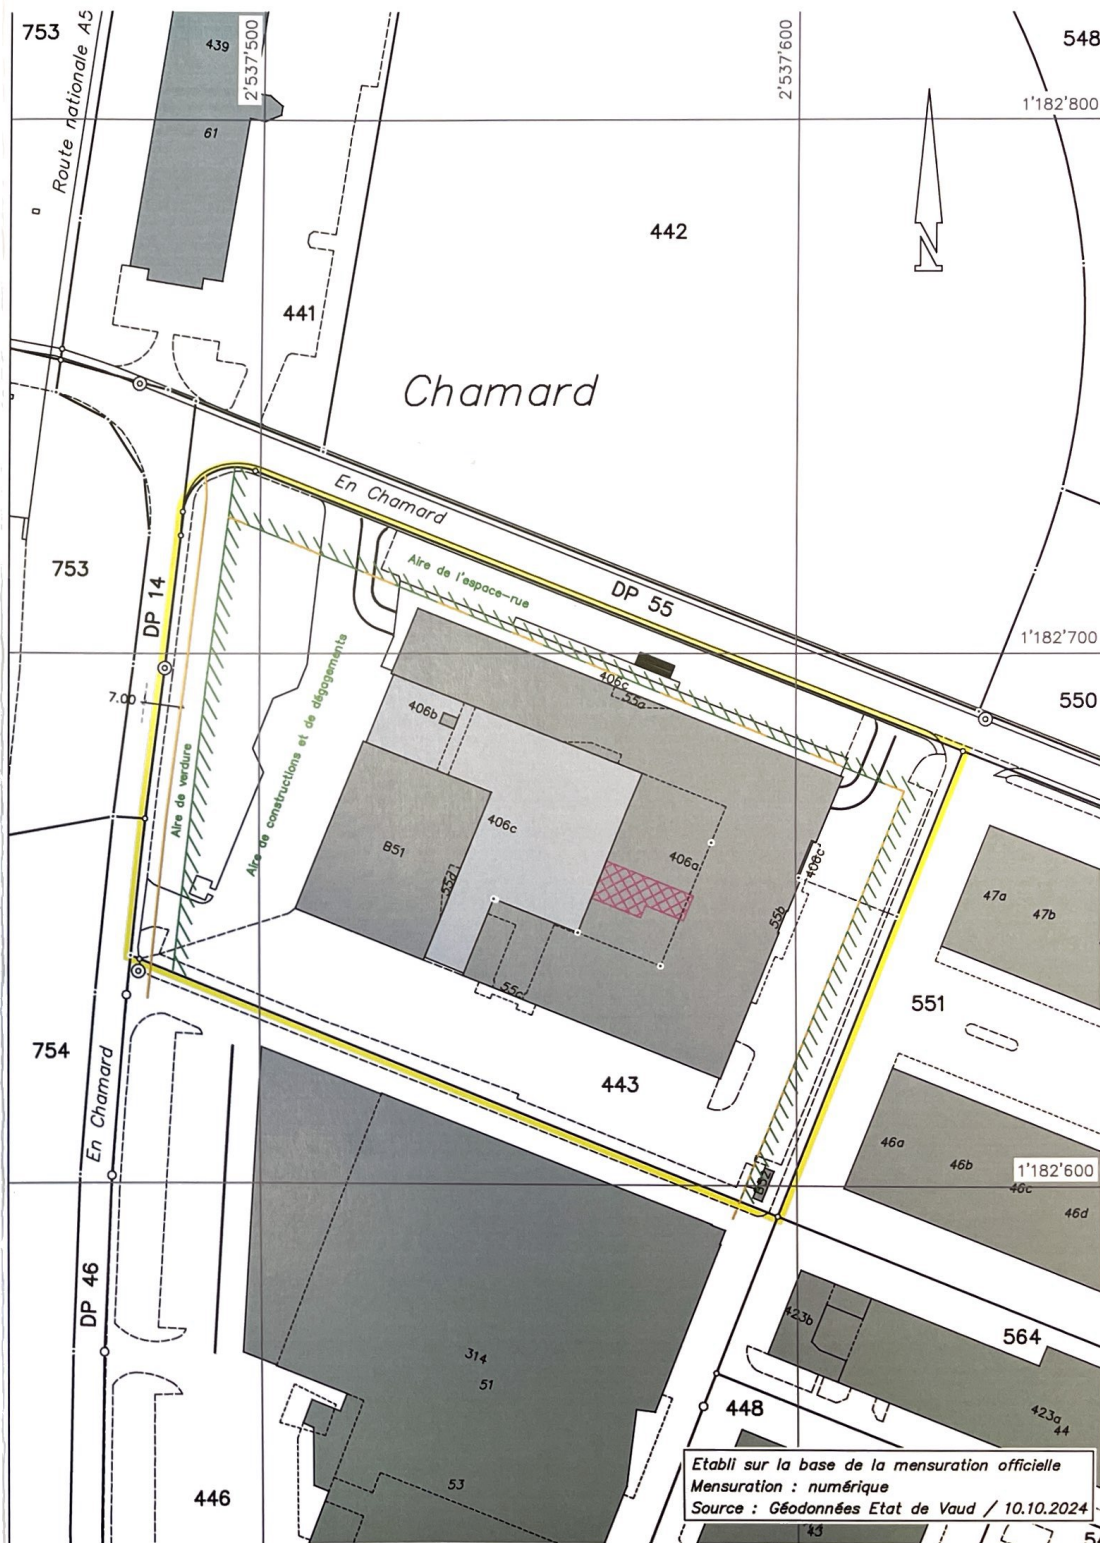 753
439
2'537'500
2'537'600
548
1'182'800
Route nationale A5
61
442
N
441
Chamard
En Chamard
753
DP 14
Aire de l'espace-rue
DP 55
1'182'700
550
7.00
406b
406c
55a
Aire de verdure
Aire de constructions et de dégagements
406c
B51
55d
406a
406c
55b
47a
47b
55c
551
754
En Chamard
443
46a
46b
1'182'600
46c
46d
B52
DP 46
423b
564
314
51
448
423a
44
446
53
Etabli sur la base de la mensuration officielle
Mensuration : numérique
Source : Géodonnées Etat de Vaud / 10.10.2024